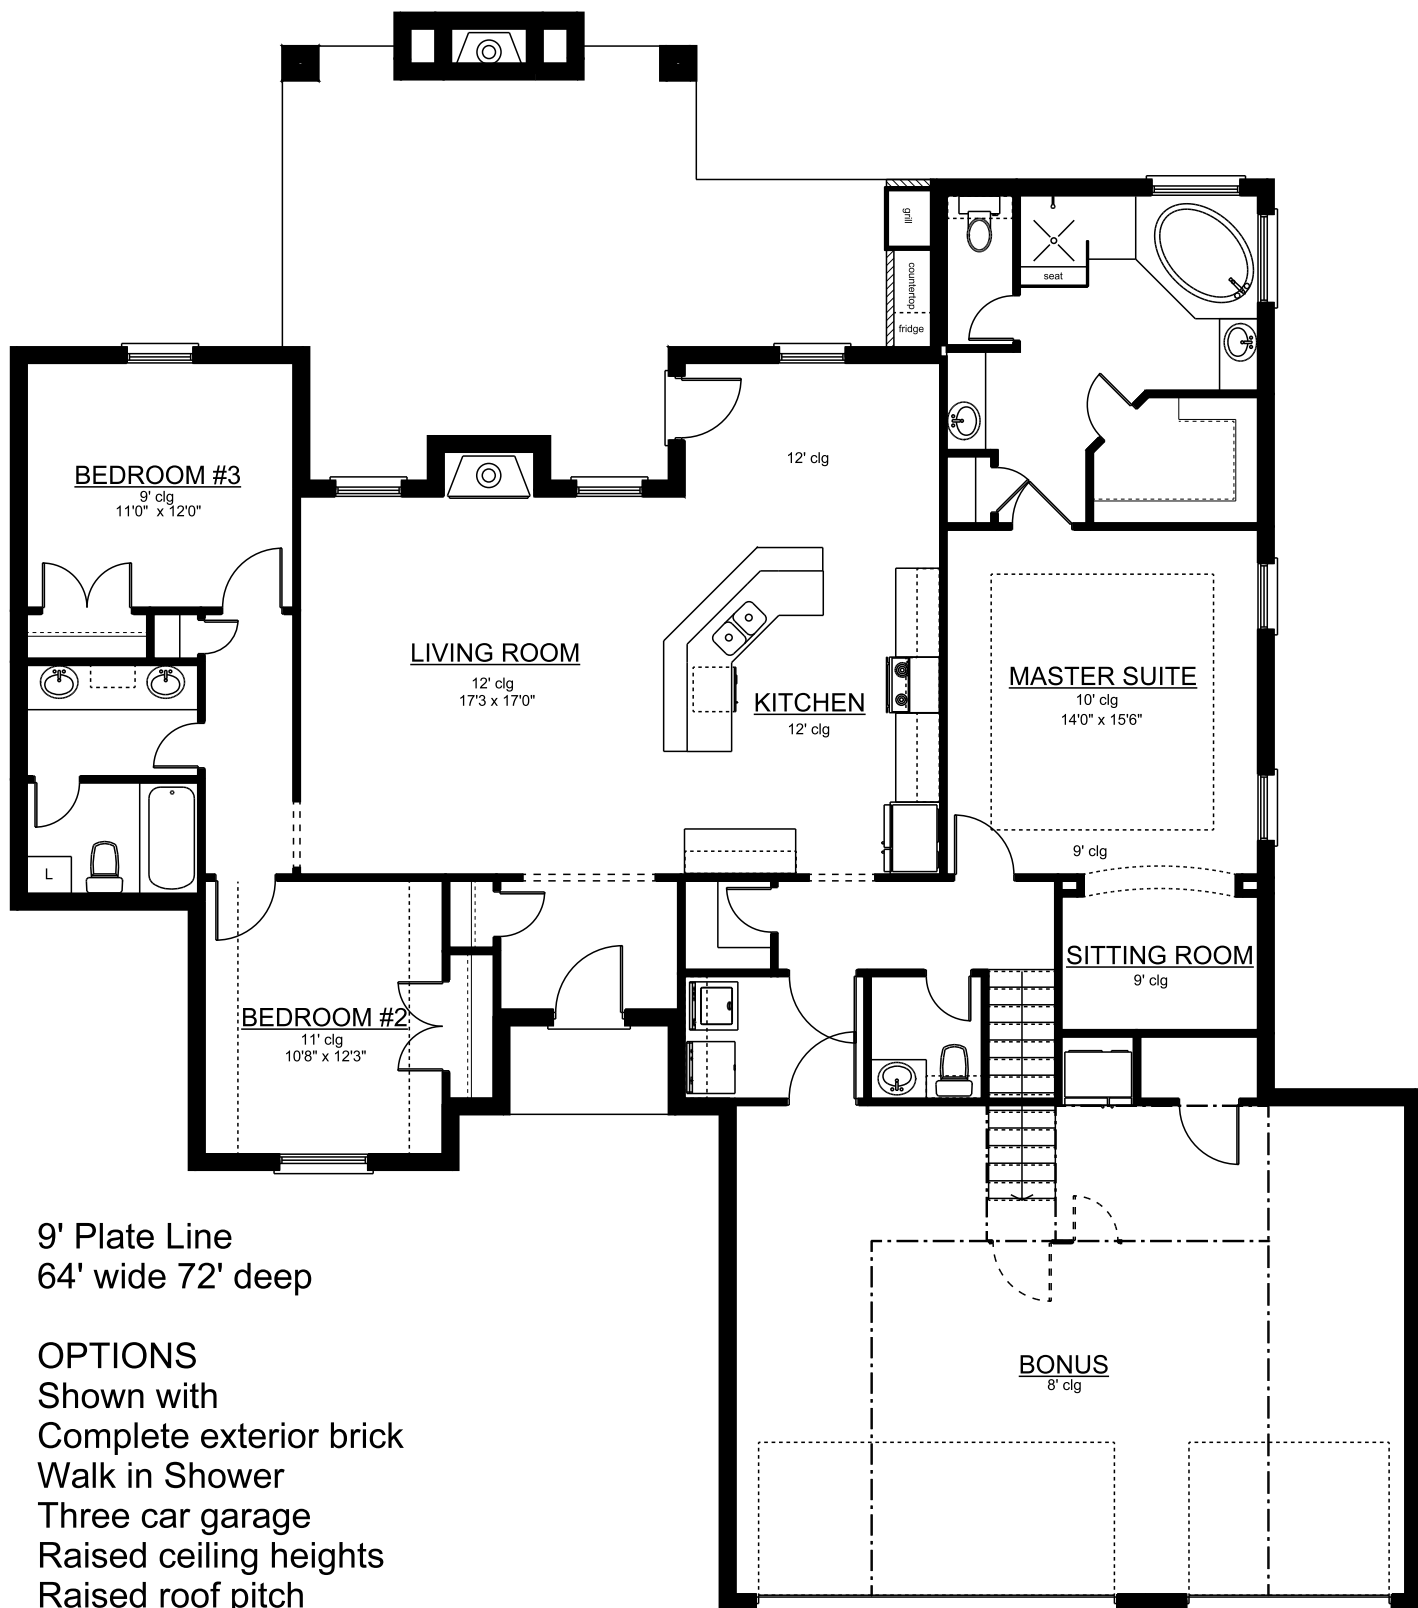 grill
countertop
fridge
seat
BEDROOM #3
9' clg
11'0" x 12'0"
12' clg
LIVING ROOM
12' clg
17'3 x 17'0"
KITCHEN
12' clg
MASTER SUITE
10' clg
14'0" x 15'6"
9' clg
L
SITTING ROOM
9' clg
BEDROOM #2
11' clg
10'8" x 12'3"
BONUS
8' clg
9' Plate Line
64' wide 72' deep
OPTIONS
Shown with
Complete exterior brick
Walk in Shower
Three car garage
Raised ceiling heights
Raised roof pitch